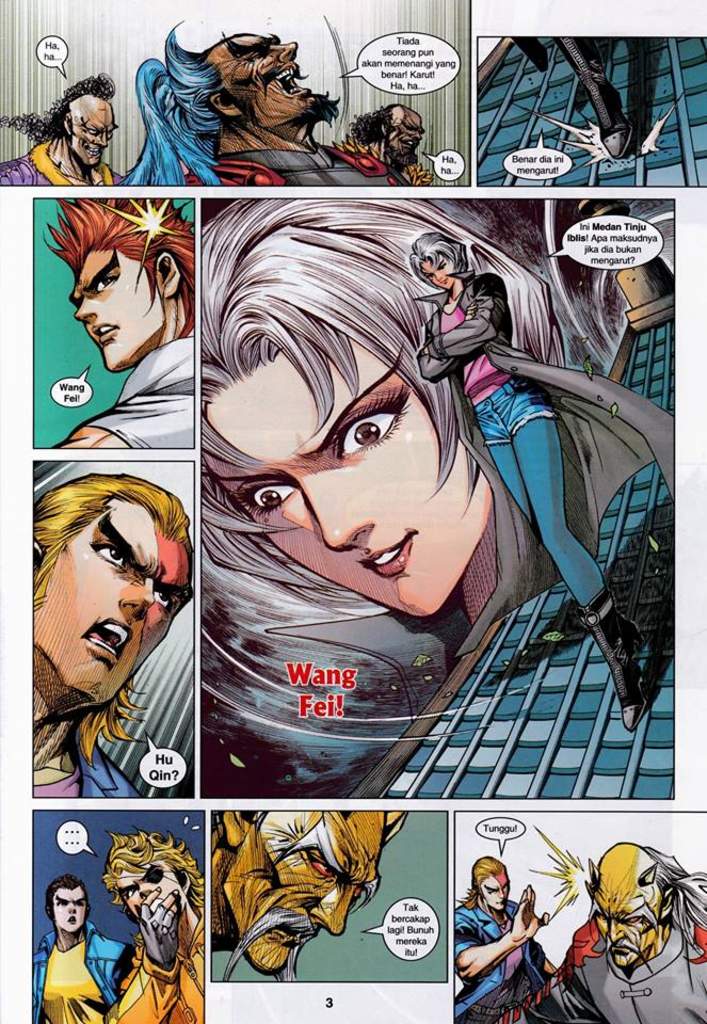 Ha,
ha...
Tiada
seorang pun
akan memenangi yang
benar! Karut!
Ha, ha...
Ha,
ha...
Benar dia ini
mengarut!
Wang
Fei!
Ini Medan Tinju
Iblis! Apa maksudnya
jika dia bukan
mengarut?
Hu
Qin?
Wang
Fei!
...
...
Tak
bercakap
lagi! Bunuh
mereka
itu!
Tunggu!
3